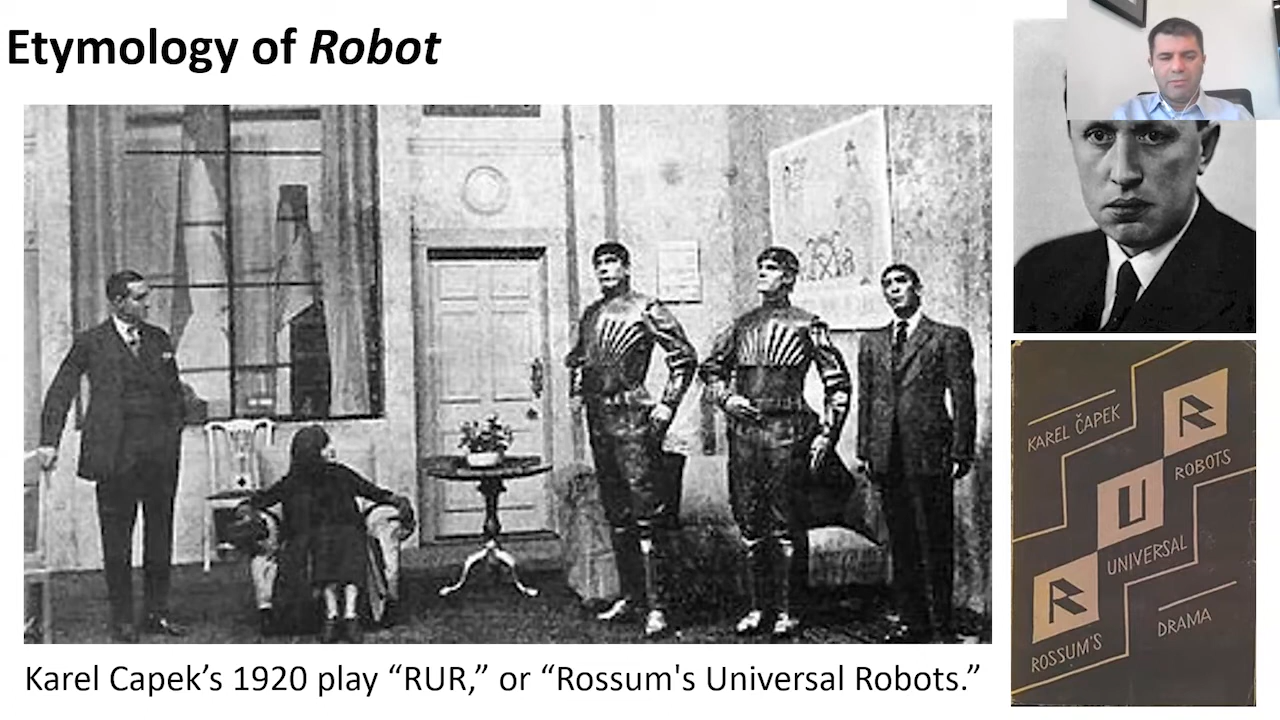 Etymology of Robot
KAREL ČAPEK
R
ROBOTS
U
UNIVERSAL
R
ROSSUM'S
DRAMA
Karel Capek’s 1920 play “RUR,” or “Rossum's Universal Robots.”